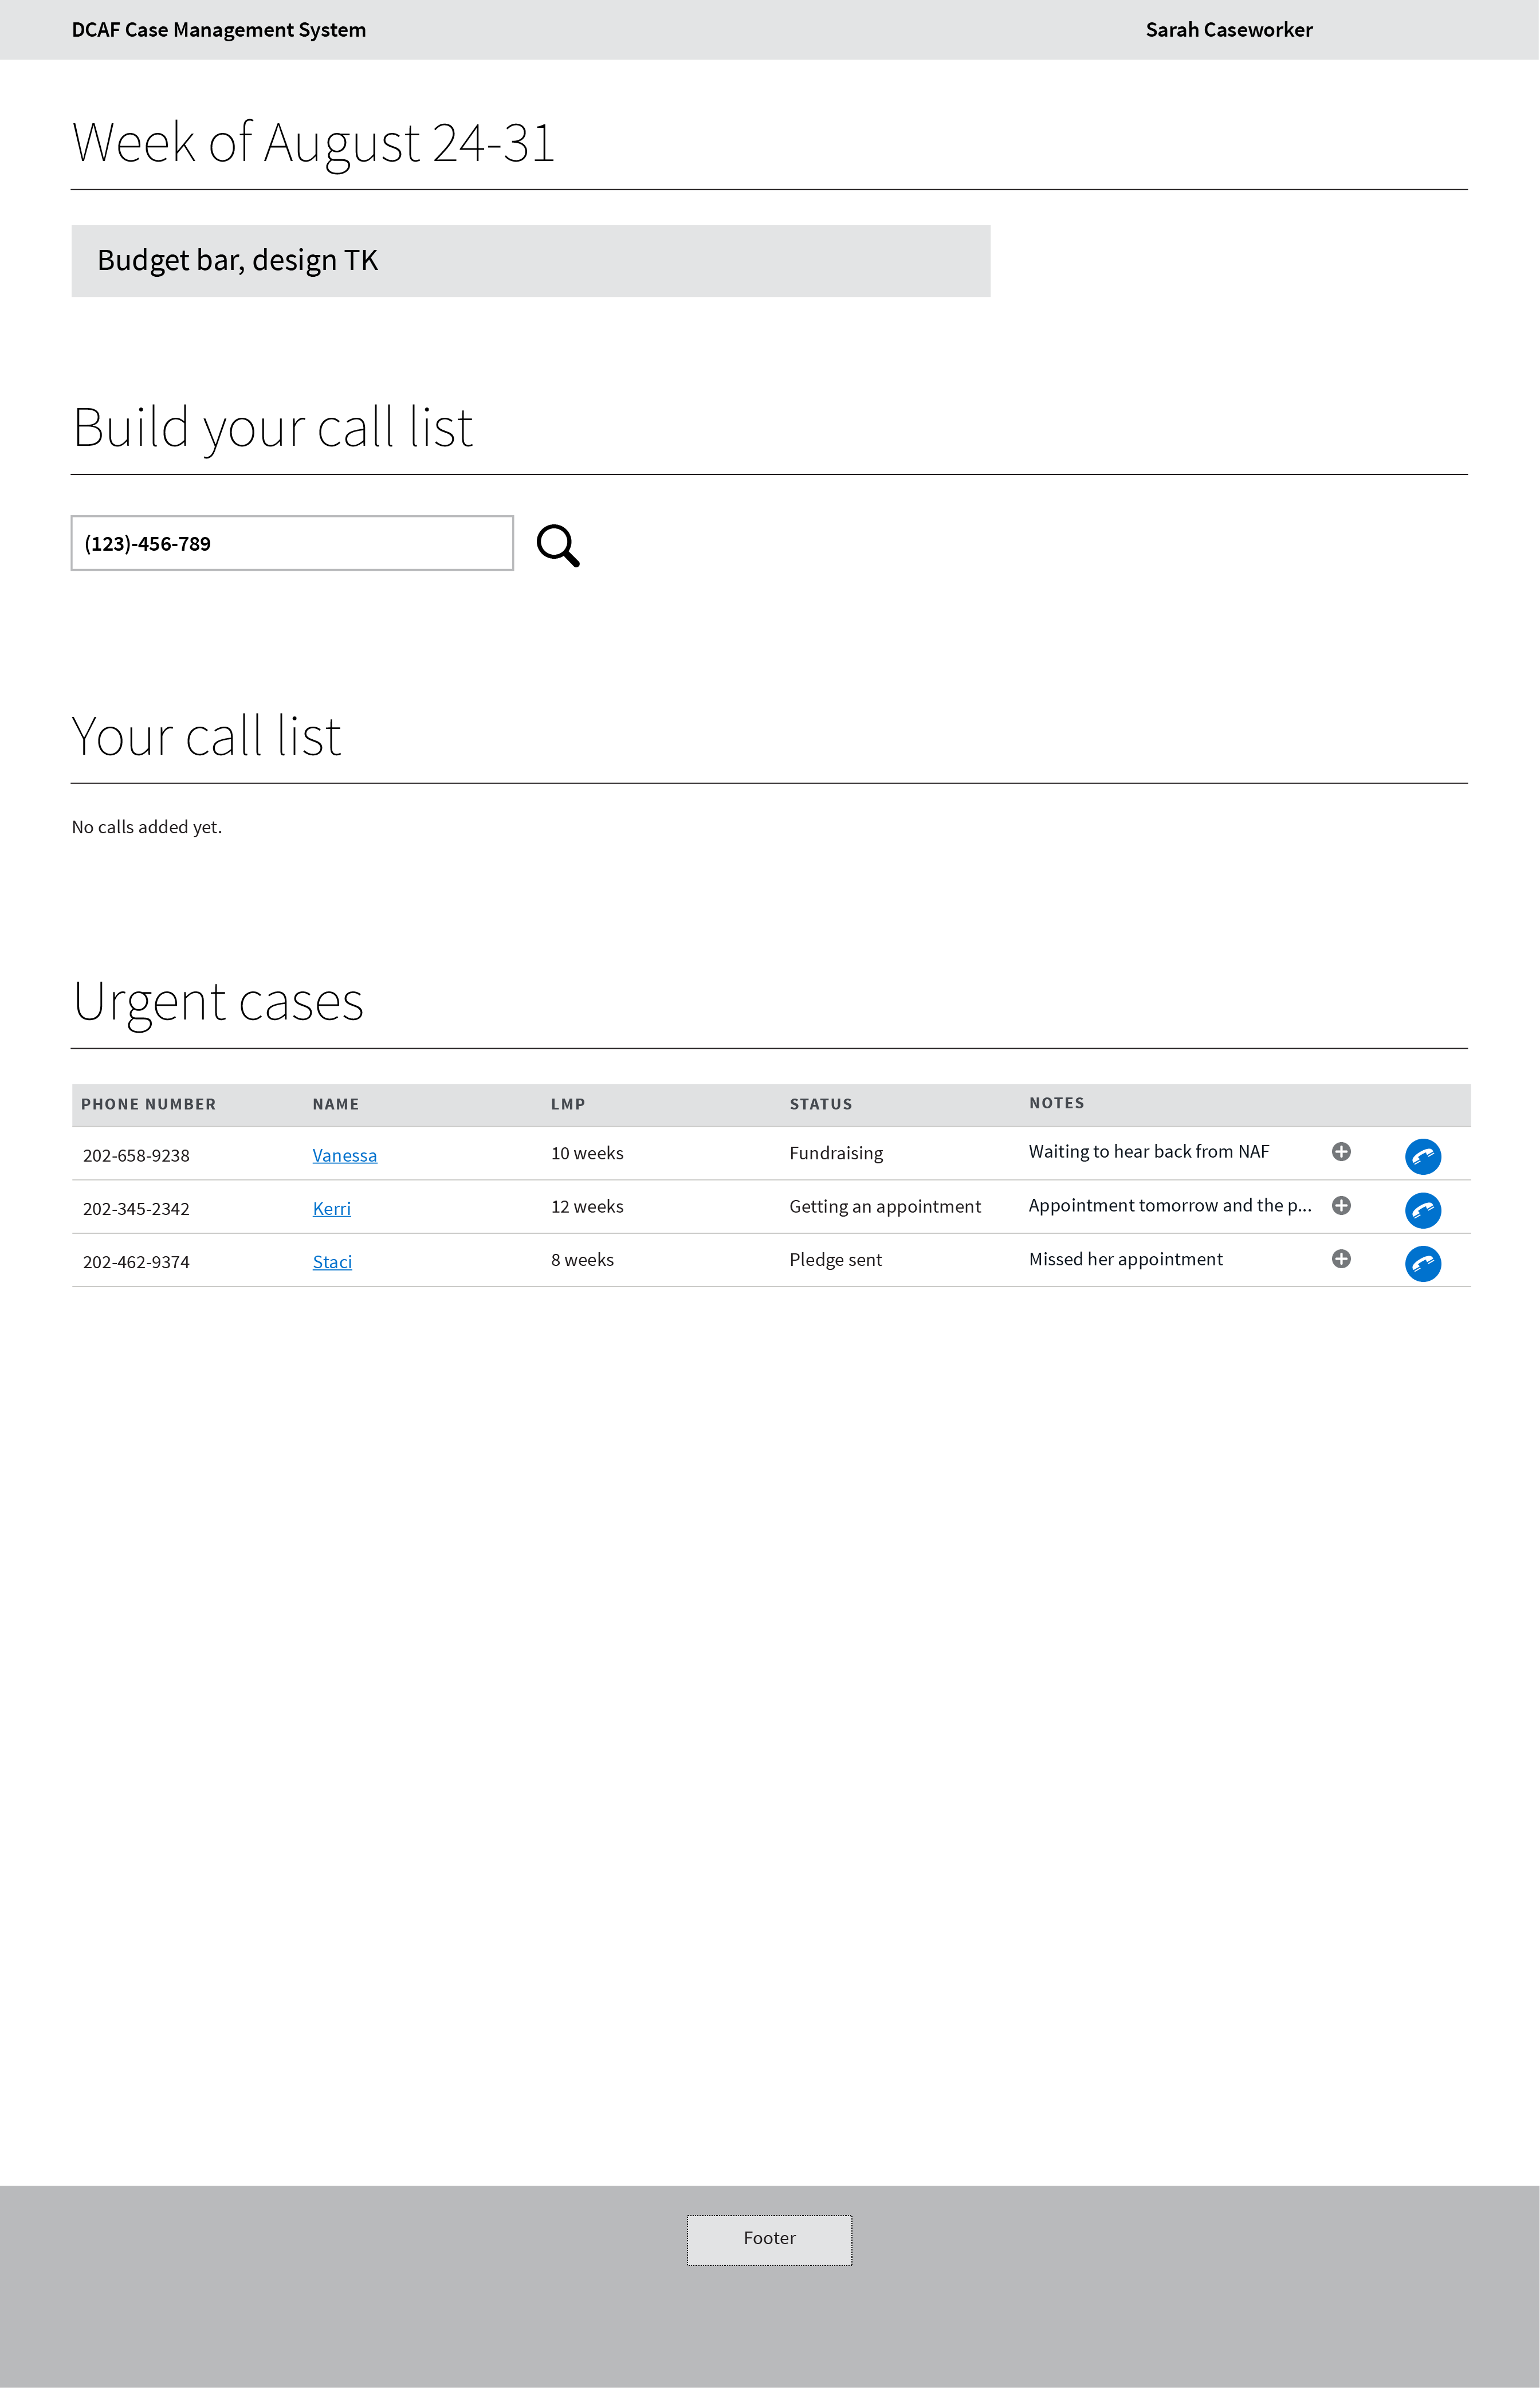 DCAF Case Management System Sarah Caseworker
Week of August 24-31
Budget bar, design TK
Build your call list
(123)-456-789
Your call list
No calls added yet.
Urgent cases
PHONE NUMBER NAME LMP STATUS NOTES
202-658-9238 Vanessa 10 weeks Fundraising Waiting to hear back from NAF
202-345-2342 Kerri 12 weeks Getting an appointment Appointment tomorrow and the p...
202-462-9374 Staci 8 weeks Pledge sent Missed her appointment
Footer